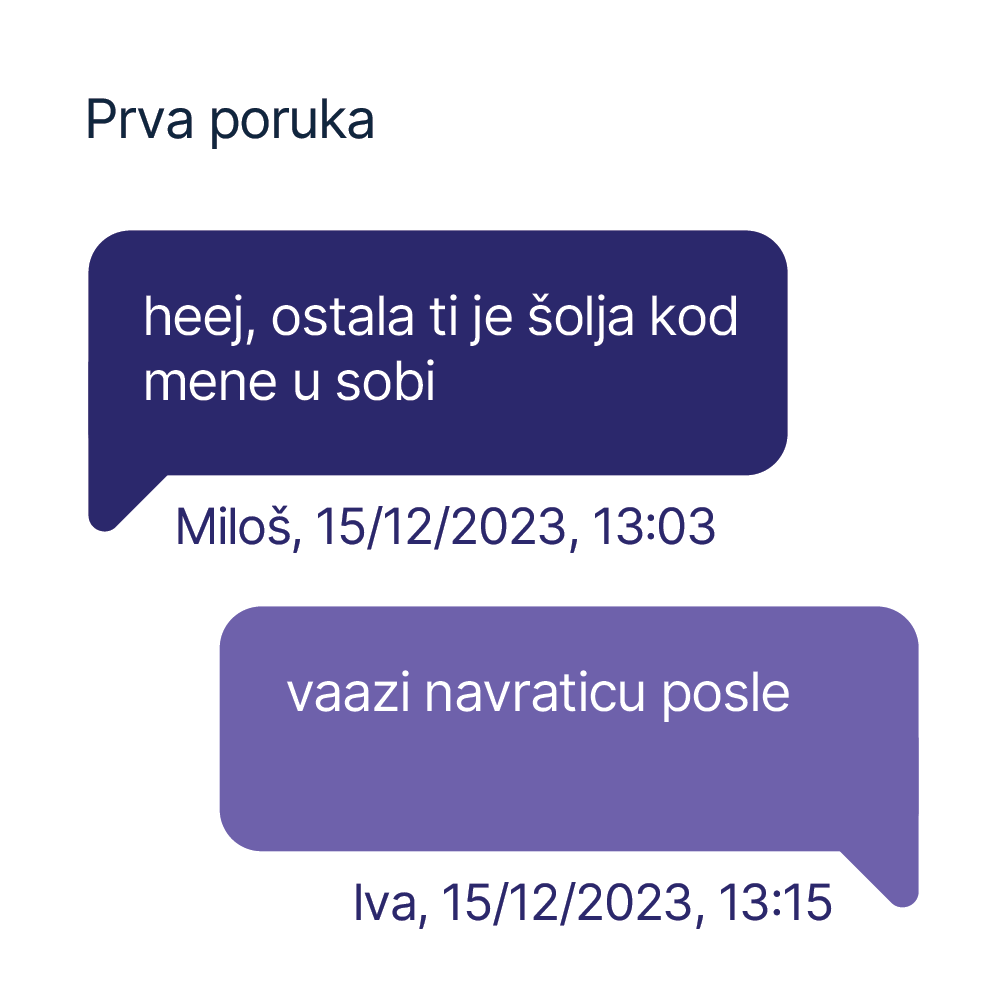 Prva poruka
heej, ostala ti je šolja kod
mene u sobi
Miloš, 15/12/2023, 13:03
vaazi navraticu posle
Iva, 15/12/2023, 13:15